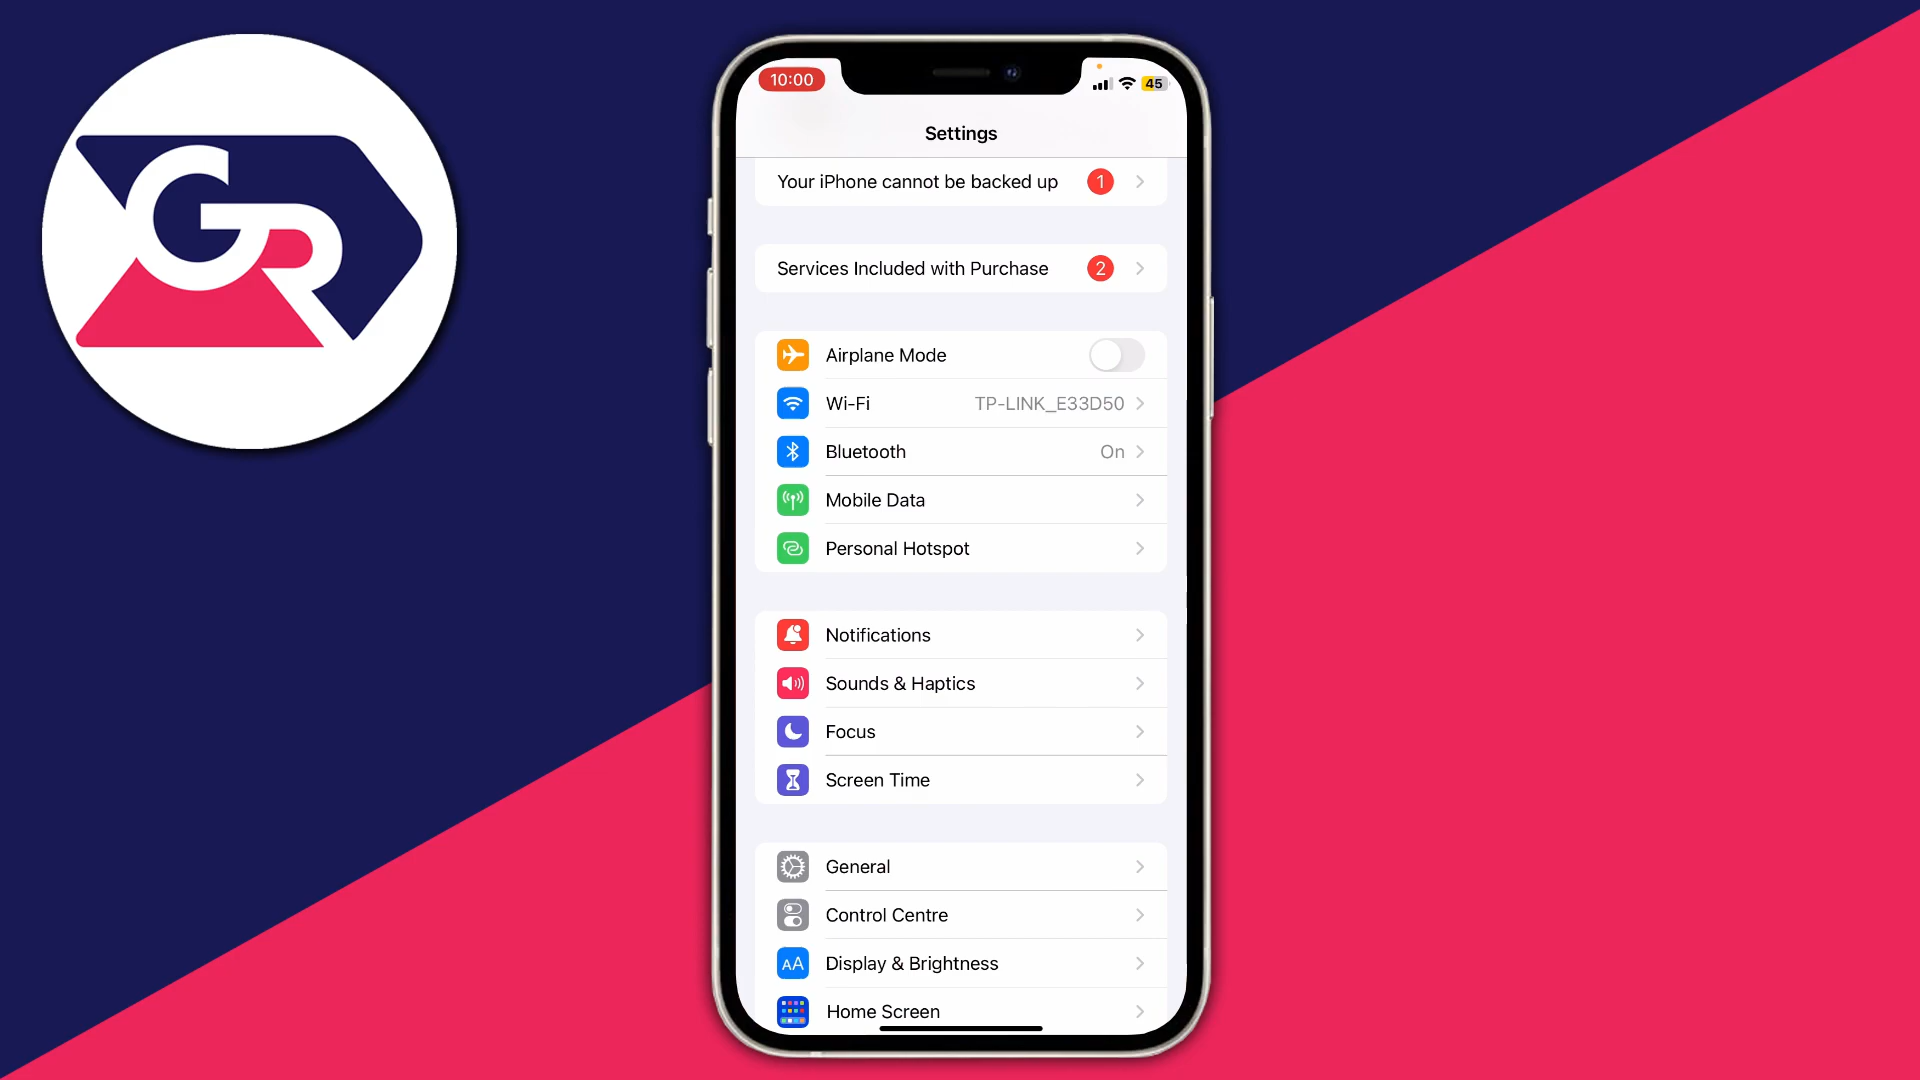 GR
10:00
45
Settings
Your iPhone cannot be backed up 1
Services Included with Purchase 2
Airplane Mode
Wi-Fi TP-LINK_E33D50
Bluetooth On
Mobile Data
Personal Hotspot
Notifications
Sounds & Haptics
Focus
Screen Time
General
Control Centre
AA Display & Brightness
Home Screen